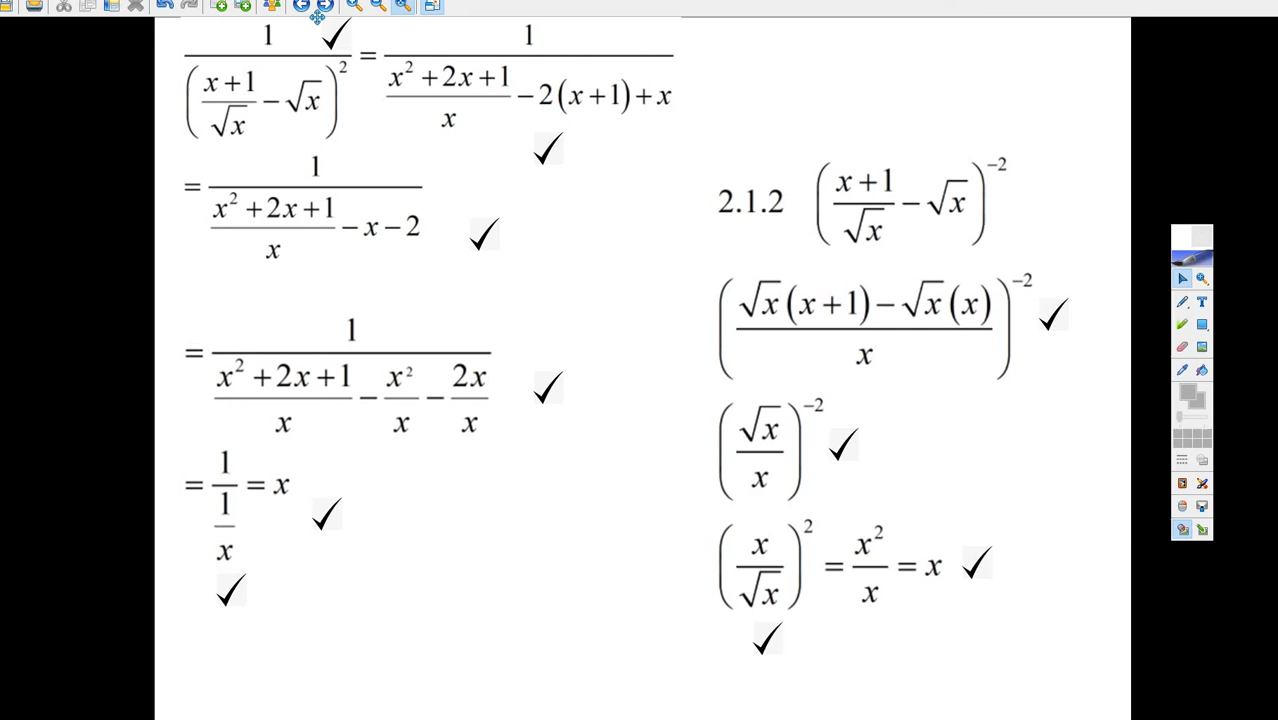 1/((x+1)/√x − √x)² = 1/((x² + 2x + 1)/x − 2(x + 1) + x) ✓ ✓
= 1/((x² + 2x + 1)/x − x − 2) ✓
= 1/((x² + 2x + 1)/x − x²/x − 2x/x) ✓
= 1/(1/x) = x ✓ ✓
2.1.2 ((x + 1)/√x − √x)⁻²
((√x(x + 1) − √x(x))/x)⁻² ✓
(√x/x)⁻² ✓
(x/√x)² = x²/x = x ✓ ✓